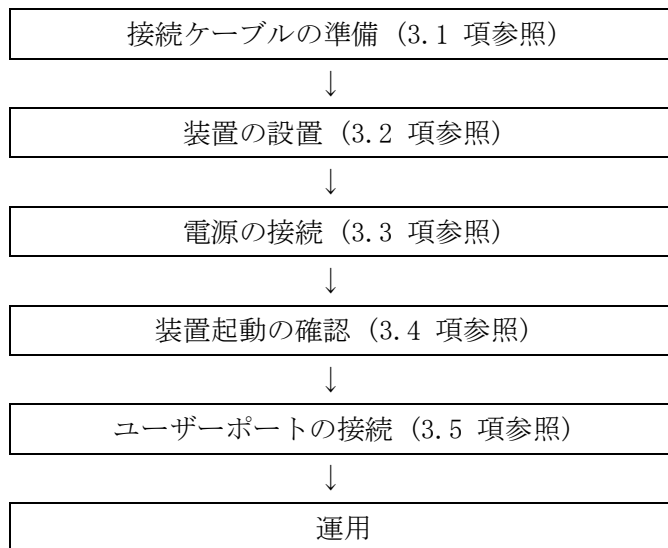 接続ケーブルの準備 (3.1 項参照)
↓
装置の設置 (3.2 項参照)
↓
電源の接続 (3.3 項参照)
↓
装置起動の確認 (3.4 項参照)
↓
ユーザーポートの接続 (3.5 項参照)
↓
運用